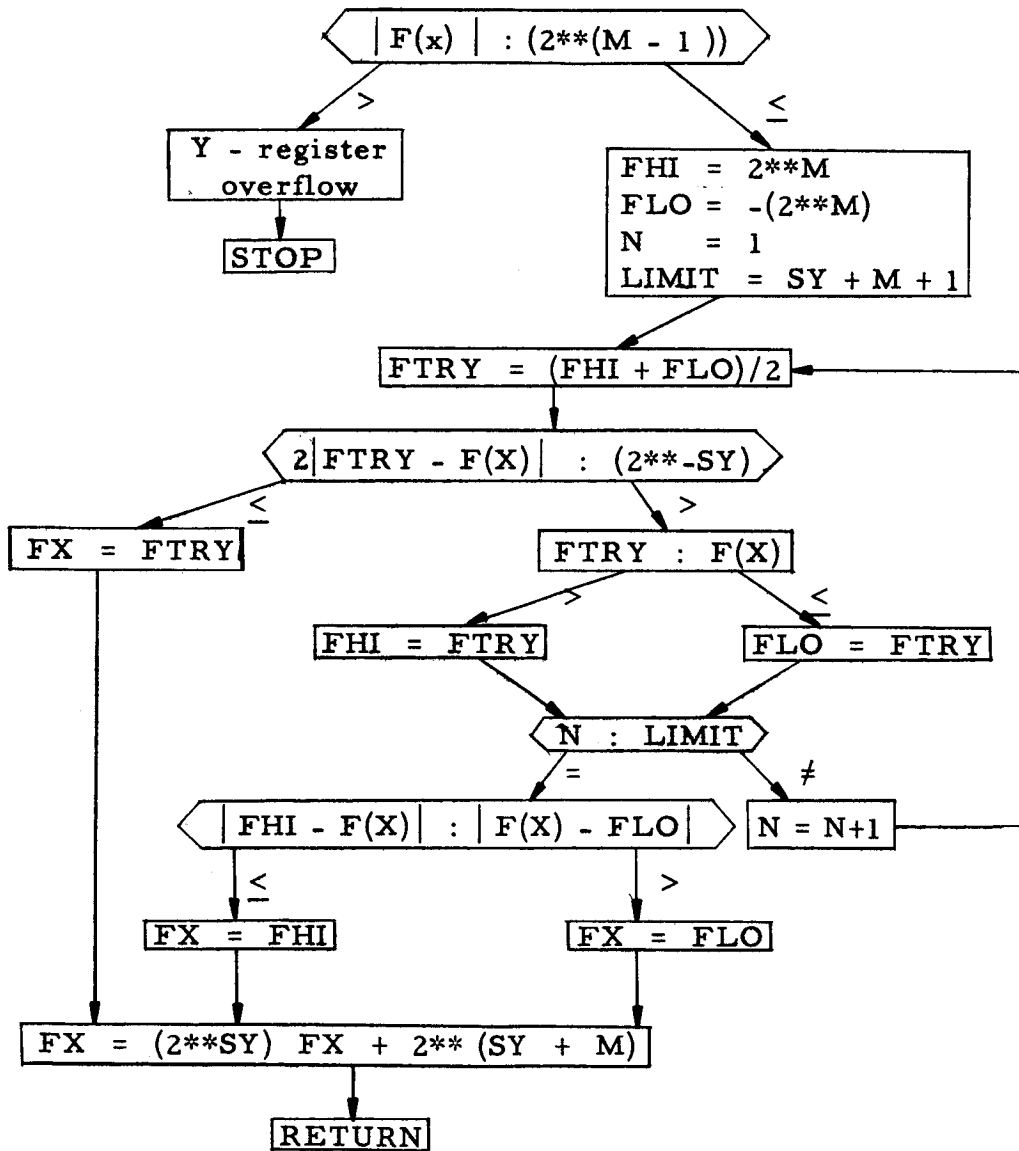 |F(x)| : (2**(M - 1))
>
≤
Y - register
overflow
STOP
FHI = 2**M
FLO = -(2**M)
N = 1
LIMIT = SY + M + 1
FTRY = (FHI + FLO)/2
2|FTRY - F(X)| : (2**-SY)
≤
>
FX = FTRY
FTRY : F(X)
>
≤
FHI = FTRY
FLO = FTRY
N : LIMIT
=
≠
|FHI - F(X)| : |F(X) - FLO|
N = N+1
≤
>
FX = FHI
FX = FLO
FX = (2**SY) FX + 2** (SY + M)
RETURN